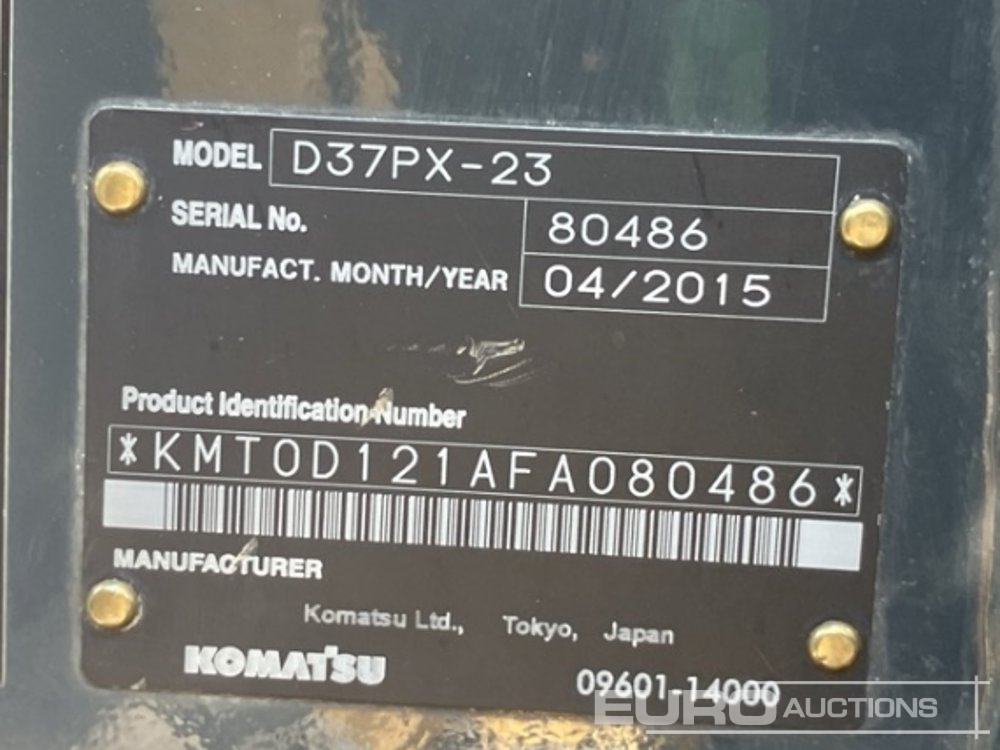 MODEL D37PX-23
SERIAL No. 80486
MANUFACT. MONTH/YEAR 04/2015
Product Identification Number
*KMT0D121AFA080486*
MANUFACTURER
Komatsu Ltd., Tokyo, Japan
KOMATSU
09601-14000
EURO AUCTIONS